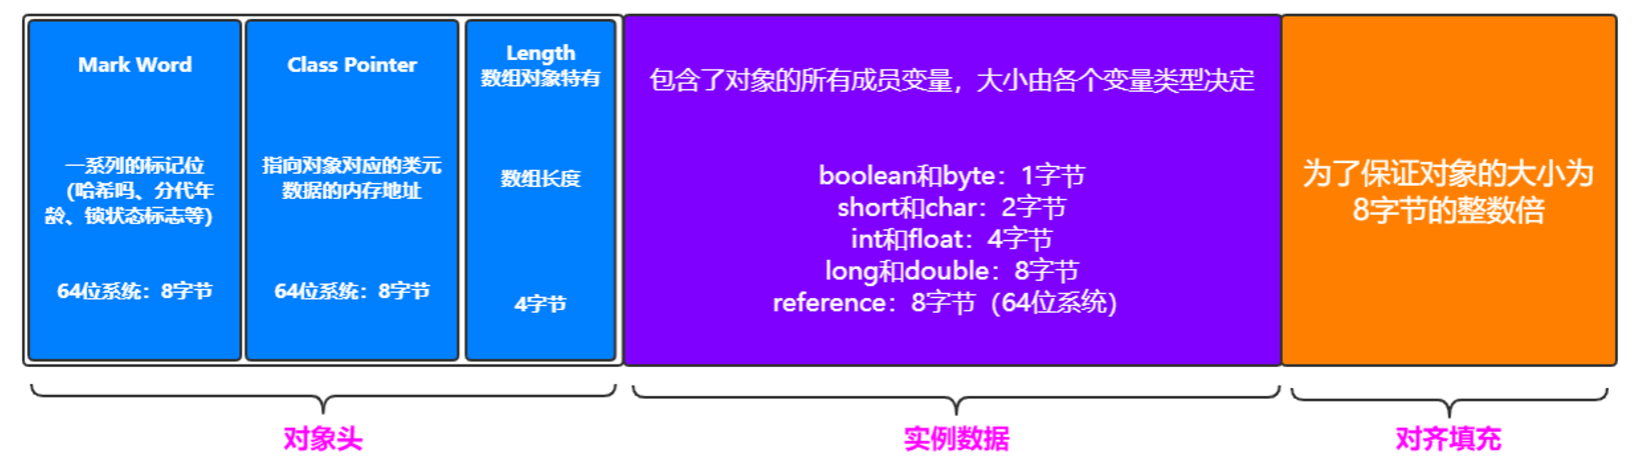 Mark Word
一系列的标记位
(哈希吗、分代年
龄、锁状态标志等)
64位系统：8字节
Class Pointer
指向对象对应的类元
数据的内存地址
64位系统：8字节
Length
数组对象特有
数组长度
4字节
包含了对象的所有成员变量，大小由各个变量类型决定
boolean和byte：1字节
short和char：2字节
int和float：4字节
long和double：8字节
reference：8字节（64位系统）
为了保证对象的大小为
8字节的整数倍
对象头
实例数据
对齐填充